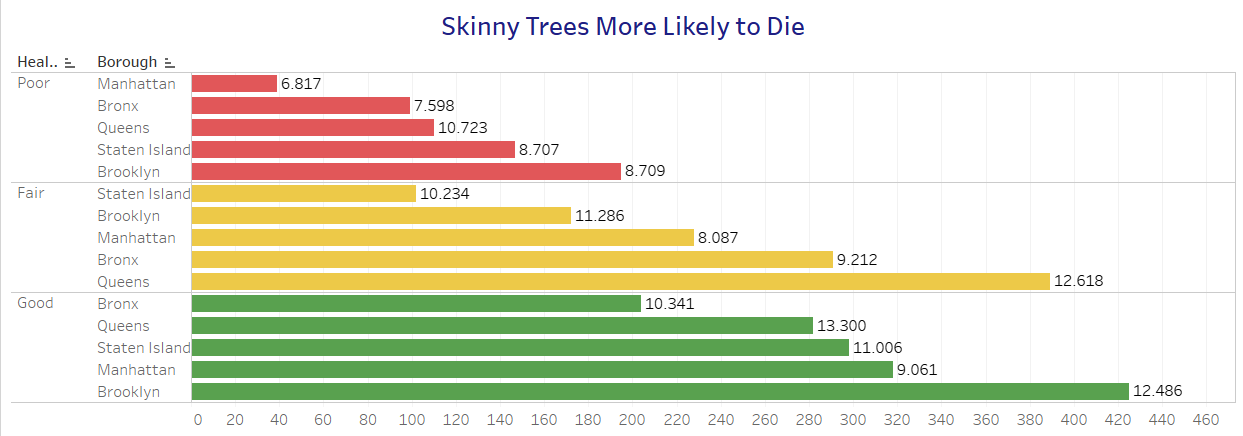 Skinny Trees More Likely to Die
Heal.. Borough
Poor Manhattan 6.817
Bronx 7.598
Queens 10.723
Staten Island 8.707
Brooklyn 8.709
Fair Staten Island 10.234
Brooklyn 11.286
Manhattan 8.087
Bronx 9.212
Queens 12.618
Good Bronx 10.341
Queens 13.300
Staten Island 11.006
Manhattan 9.061
Brooklyn 12.486
0 20 40 60 80 100 120 140 160 180 200 220 240 260 280 300 320 340 360 380 400 420 440 460